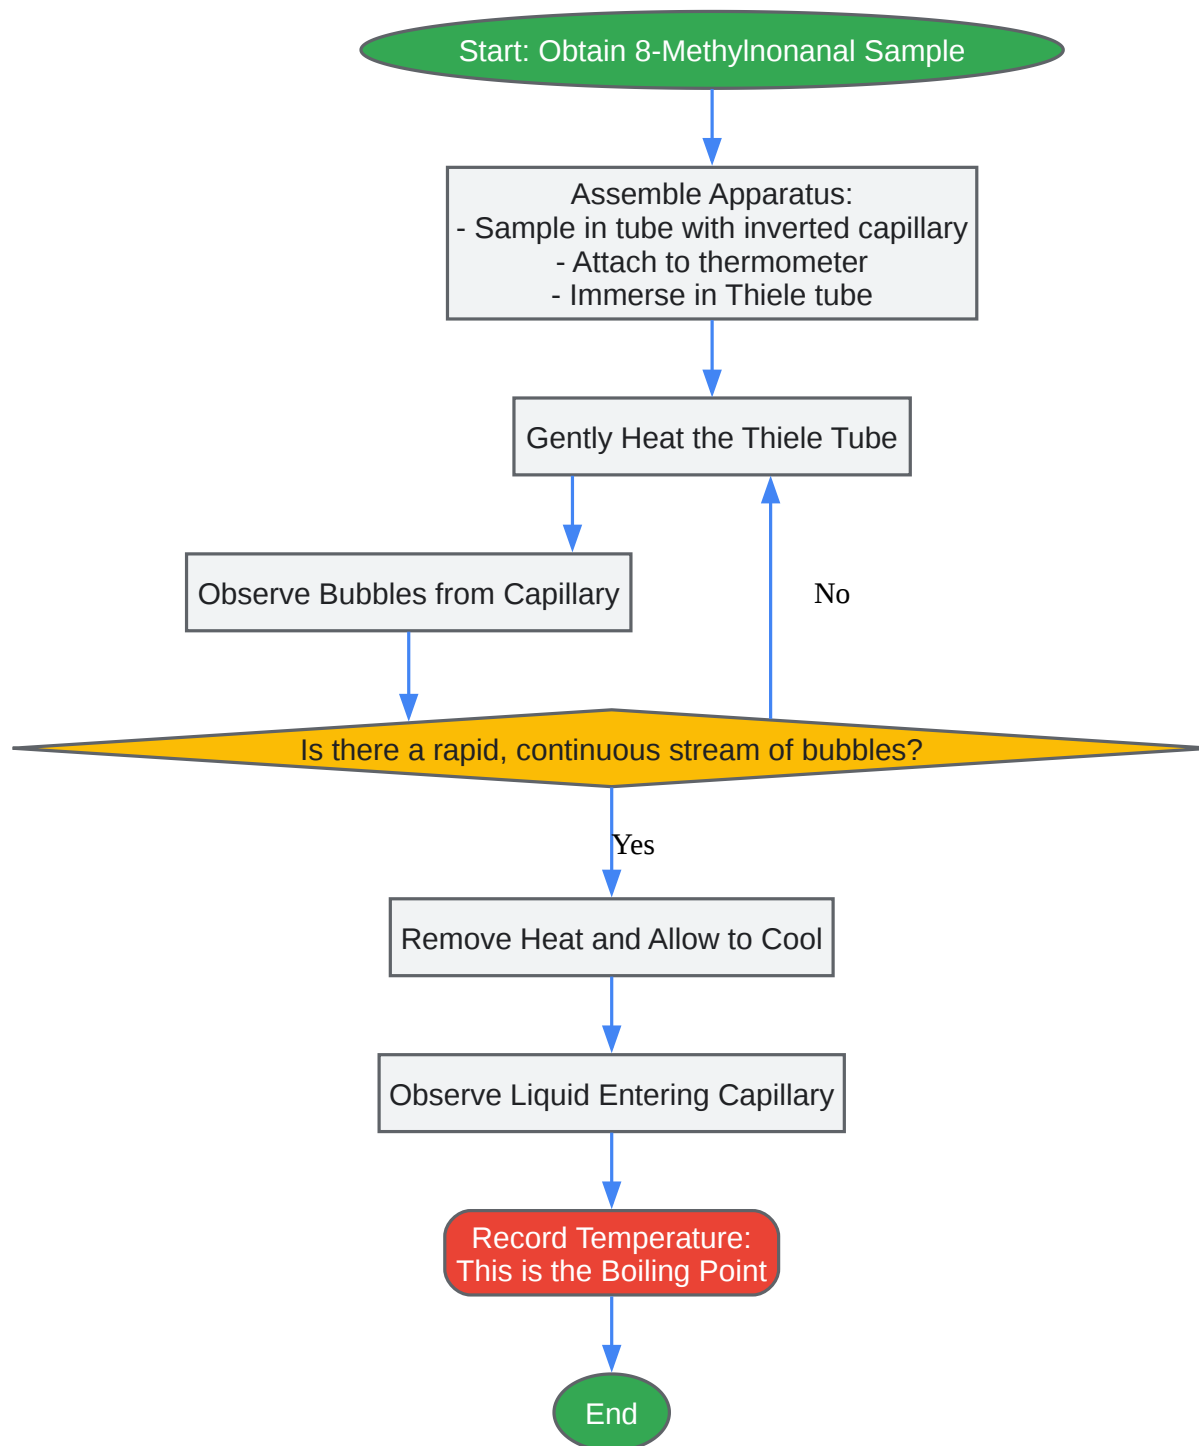 Start: Obtain 8-Methylnonanal Sample
Assemble Apparatus:
- Sample in tube with inverted capillary
- Attach to thermometer
- Immerse in Thiele tube
Gently Heat the Thiele Tube
Observe Bubbles from Capillary
No
Is there a rapid, continuous stream of bubbles?
Yes
Remove Heat and Allow to Cool
Observe Liquid Entering Capillary
Record Temperature:
This is the Boiling Point
End